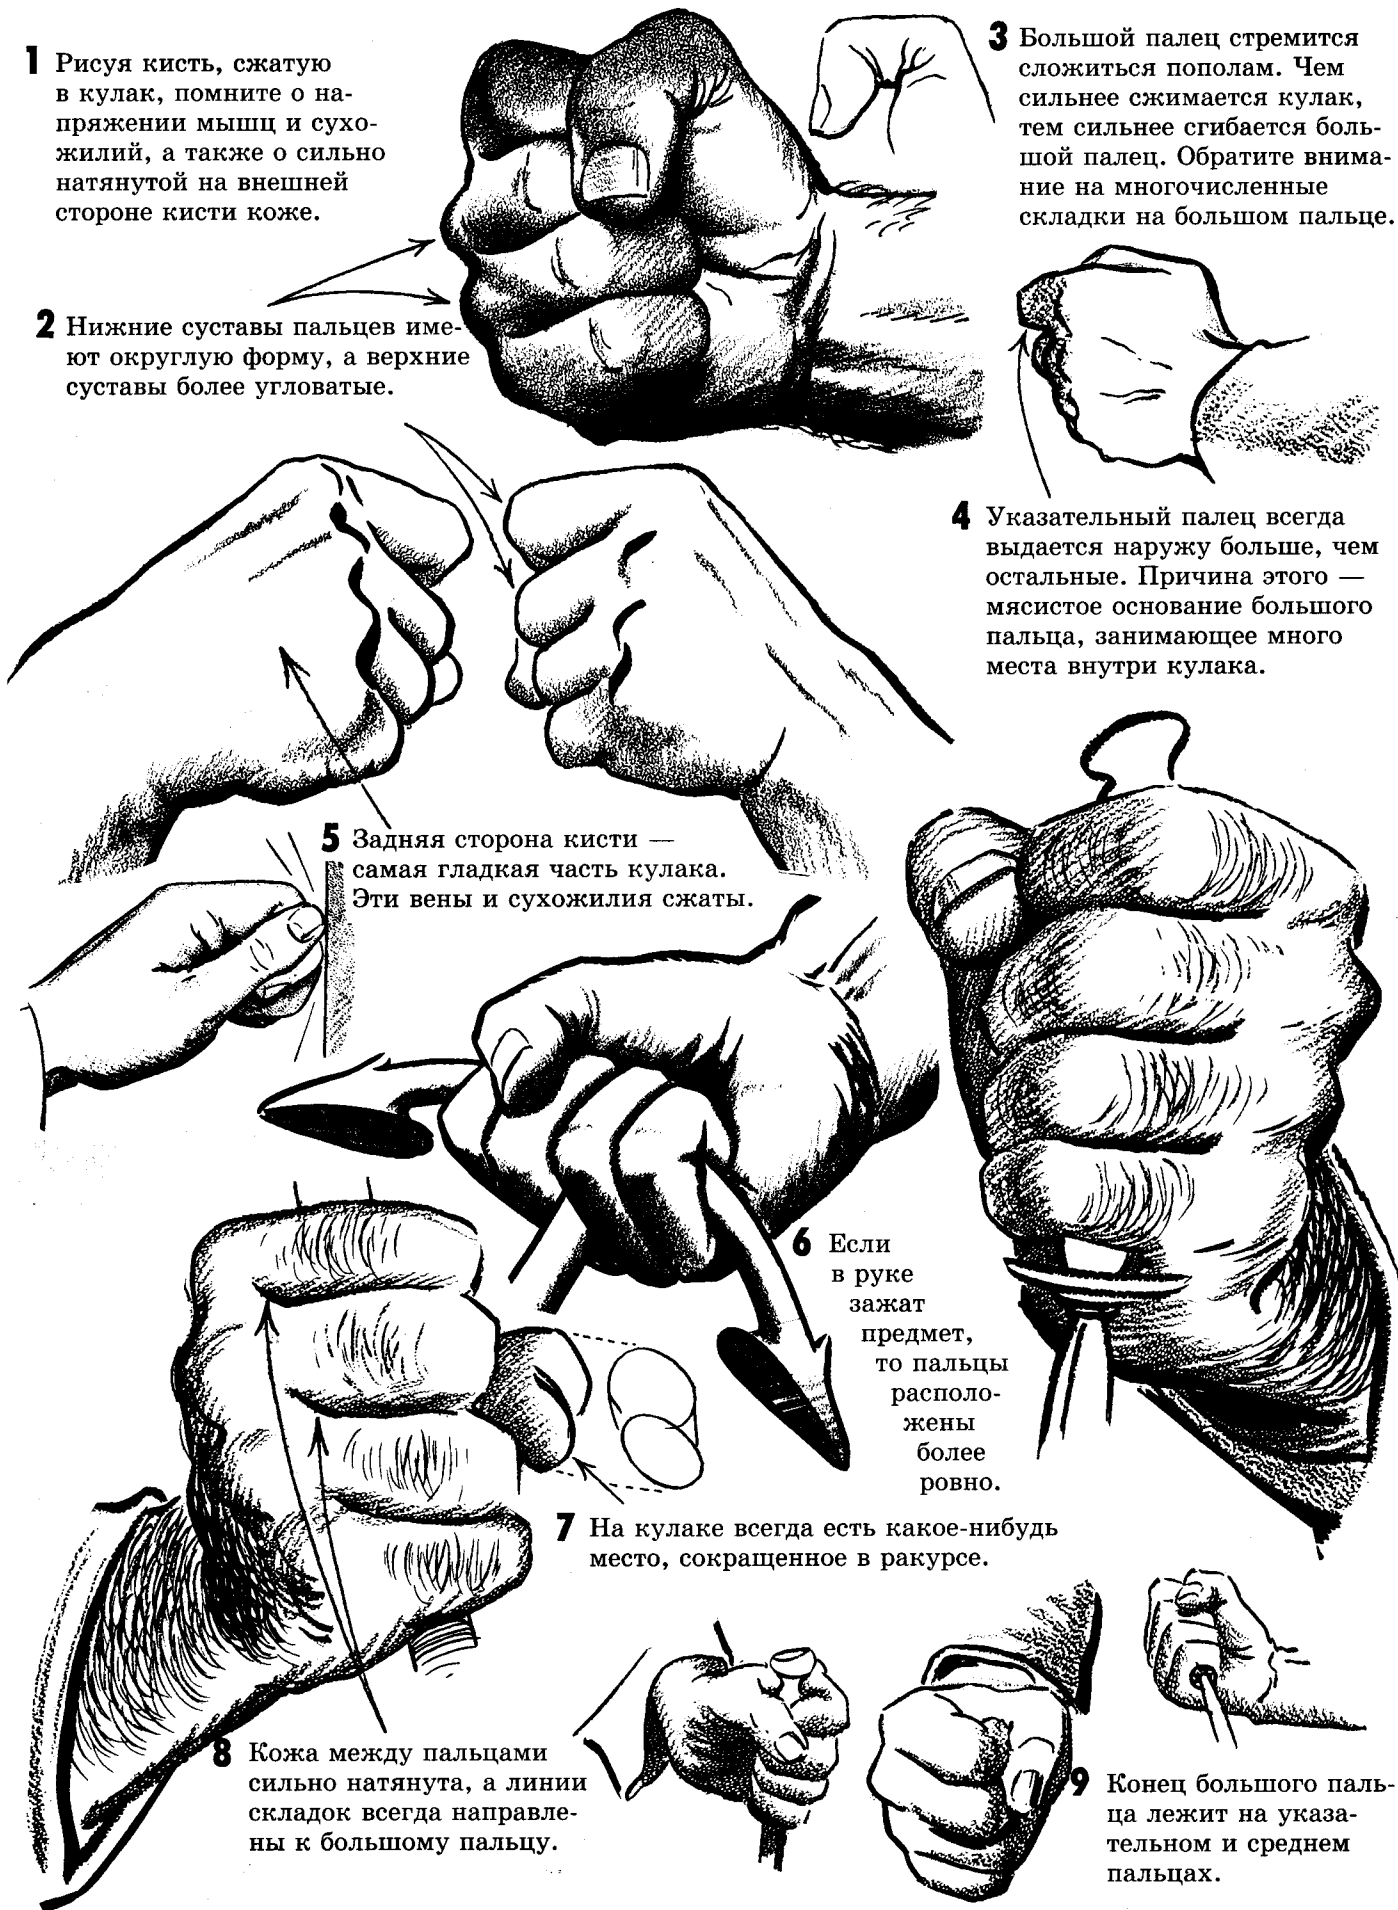 1 Рисуя кисть, сжатую
в кулак, помните о на-
пряжении мышц и сухо-
жилий, а также о сильно
натянутой на внешней
стороне кисти коже.
2 Нижние суставы пальцев име-
ют округлую форму, а верхние
суставы более угловатые.
3 Большой палец стремится
сложиться пополам. Чем
сильнее сжимается кулак,
тем сильнее сгибается боль-
шой палец. Обратите внима-
ние на многочисленные
складки на большом пальце.
4 Указательный палец всегда
выдается наружу больше, чем
остальные. Причина этого —
мясистое основание большого
пальца, занимающее много
места внутри кулака.
5 Задняя сторона кисти —
самая гладкая часть кулака.
Эти вены и сухожилия сжаты.
6 Если
в руке
зажат
предмет,
то пальцы
располо-
жены
более
ровно.
7 На кулаке всегда есть какое-нибудь
место, сокращенное в ракурсе.
8 Кожа между пальцами
сильно натянута, а линии
складок всегда направле-
ны к большому пальцу.
9 Конец большого паль-
ца лежит на указа-
тельном и среднем
пальцах.